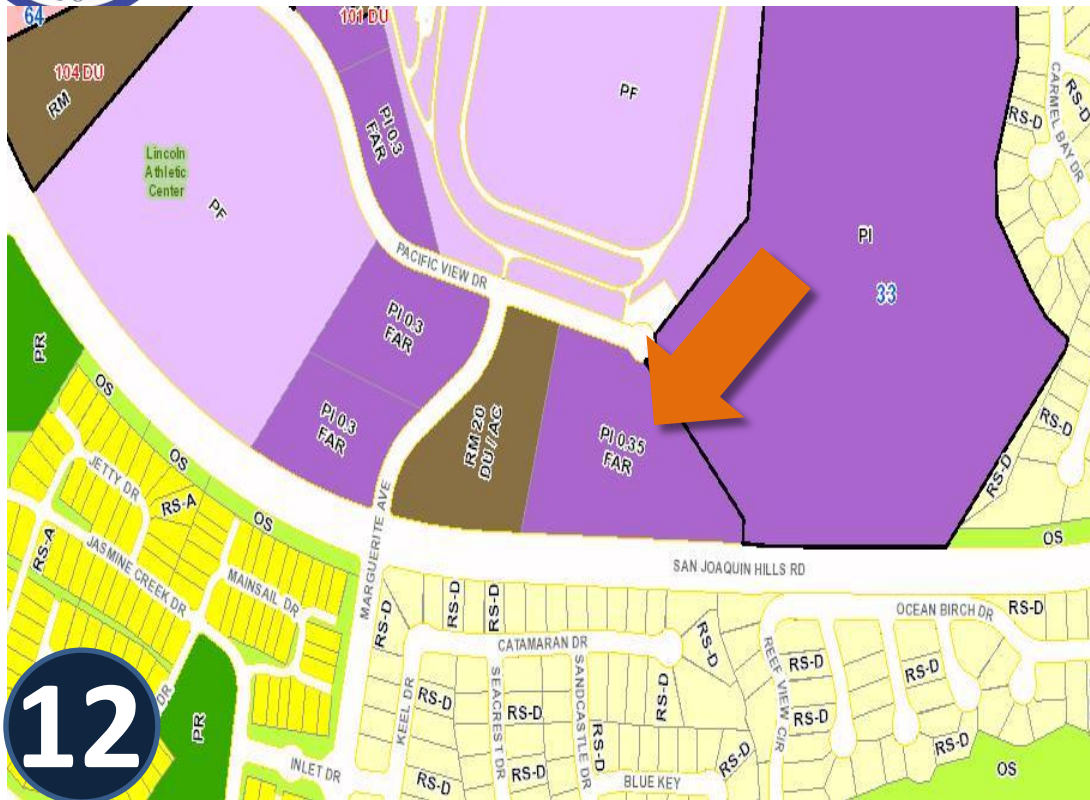 64
101 DU
104 DU
RM
PF
CARMEL BAY DR
RS-D
RS-D
PI 0.3
FAR
Lincoln
Athletic
Center
PF
PI
33
PACIFIC VIEW DR
PI 0.3
FAR
PR
OS
PI 0.3
FAR
RM 20
DU / AC
PI 0.35
FAR
RS-D
RS-D
OS
JETTY DR
RS-A
OS
OS
RS-A
JASMINE CREEK DR
MAINSAIL DR
MARGUERITE AVE
SAN JOAQUIN HILLS RD
RS-D
RS-D
RS-D
OCEAN BIRCH DR
RS-D
CATAMARAN DR
RS-D
REEF VIEW CIR
RS-D
RS-D
KEEL DR
RS-D
SEACREST DR
RS-D
SANDCASTLE DR
RS-D
RS-D
RS-D
12
DR
PR
INLET DR
RS-D
RS-D
BLUE KEY
RS-D
RS-D
OS